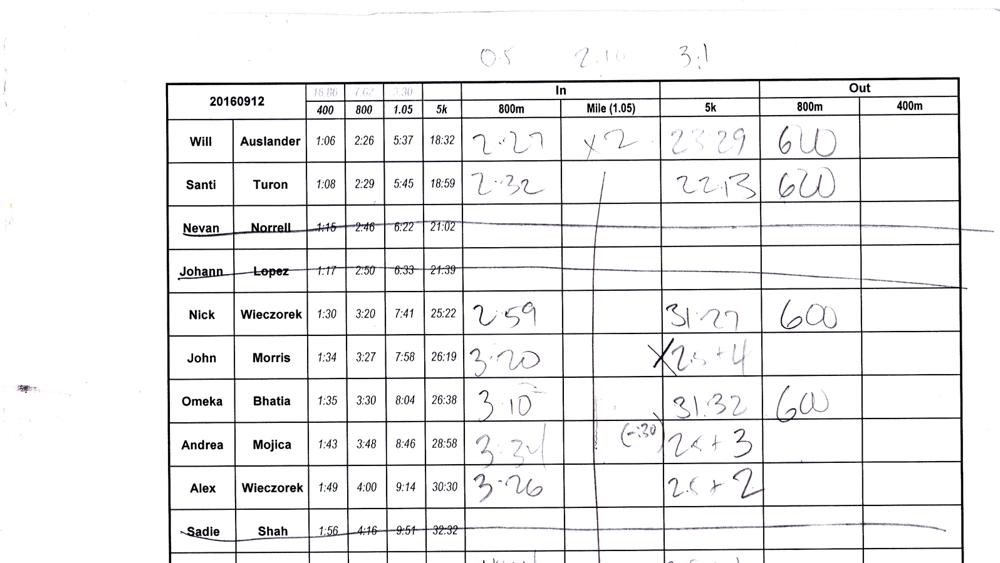 0.5 2.10 3.1
20160912 15.86 7.62 3.30 In Out
400 800 1.05 5k 800m Mile (1.05) 5k 800m 400m
Will Auslander 1:06 2:26 5:37 18:32 2:27 x2 23:29 600
Santi Turon 1:08 2:29 5:45 18:59 2:32 22:13 600
Nevan Norrell 1:15 2:46 6:22 21:02
Johann Lopez 1:17 2:50 6:33 21:39
Nick Wieczorek 1:30 3:20 7:41 25:22 2:59 31:27 600
John Morris 1:34 3:27 7:58 26:19 3:20 X 2.5 + 4
Omeka Bhatia 1:35 3:30 8:04 26:38 3:10 31:32 600
Andrea Mojica 1:43 3:48 8:46 28:58 3:34 (-:30) 2.5 + 3
Alex Wieczorek 1:49 4:00 9:14 30:30 3:26 2.5 + 2
Sadie Shah 1:56 4:16 9:51 32:32